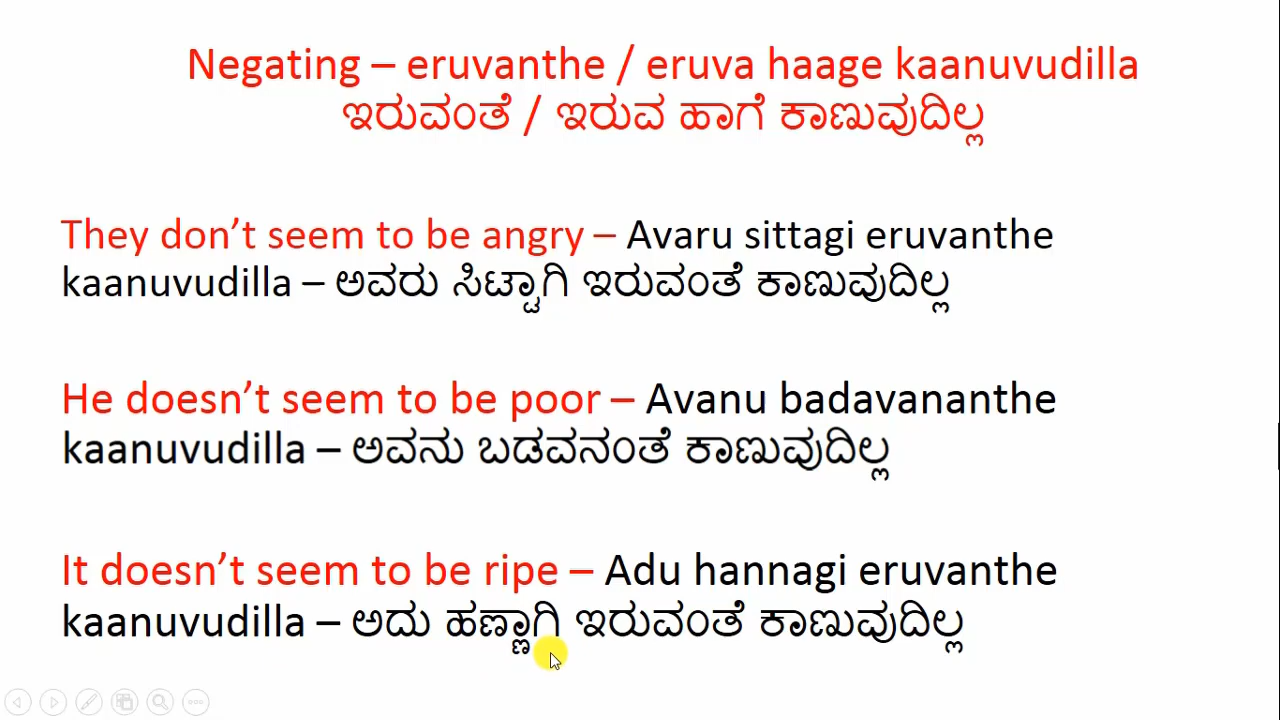 Negating – eruvanthe / eruva haage kaanuvudilla
ಇರುವಂತೆ / ಇರುವ ಹಾಗೆ ಕಾಣುವುದಿಲ್ಲ
They don’t seem to be angry – Avaru sittagi eruvanthe
kaanuvudilla – ಅವರು ಸಿಟ್ಟಾಗಿ ಇರುವಂತೆ ಕಾಣುವುದಿಲ್ಲ
He doesn’t seem to be poor – Avanu badavananthe
kaanuvudilla – ಅವನು ಬಡವನಂತೆ ಕಾಣುವುದಿಲ್ಲ
It doesn’t seem to be ripe – Adu hannagi eruvanthe
kaanuvudilla – ಅದು ಹಣ್ಣಾಗಿ ಇರುವಂತೆ ಕಾಣುವುದಿಲ್ಲ